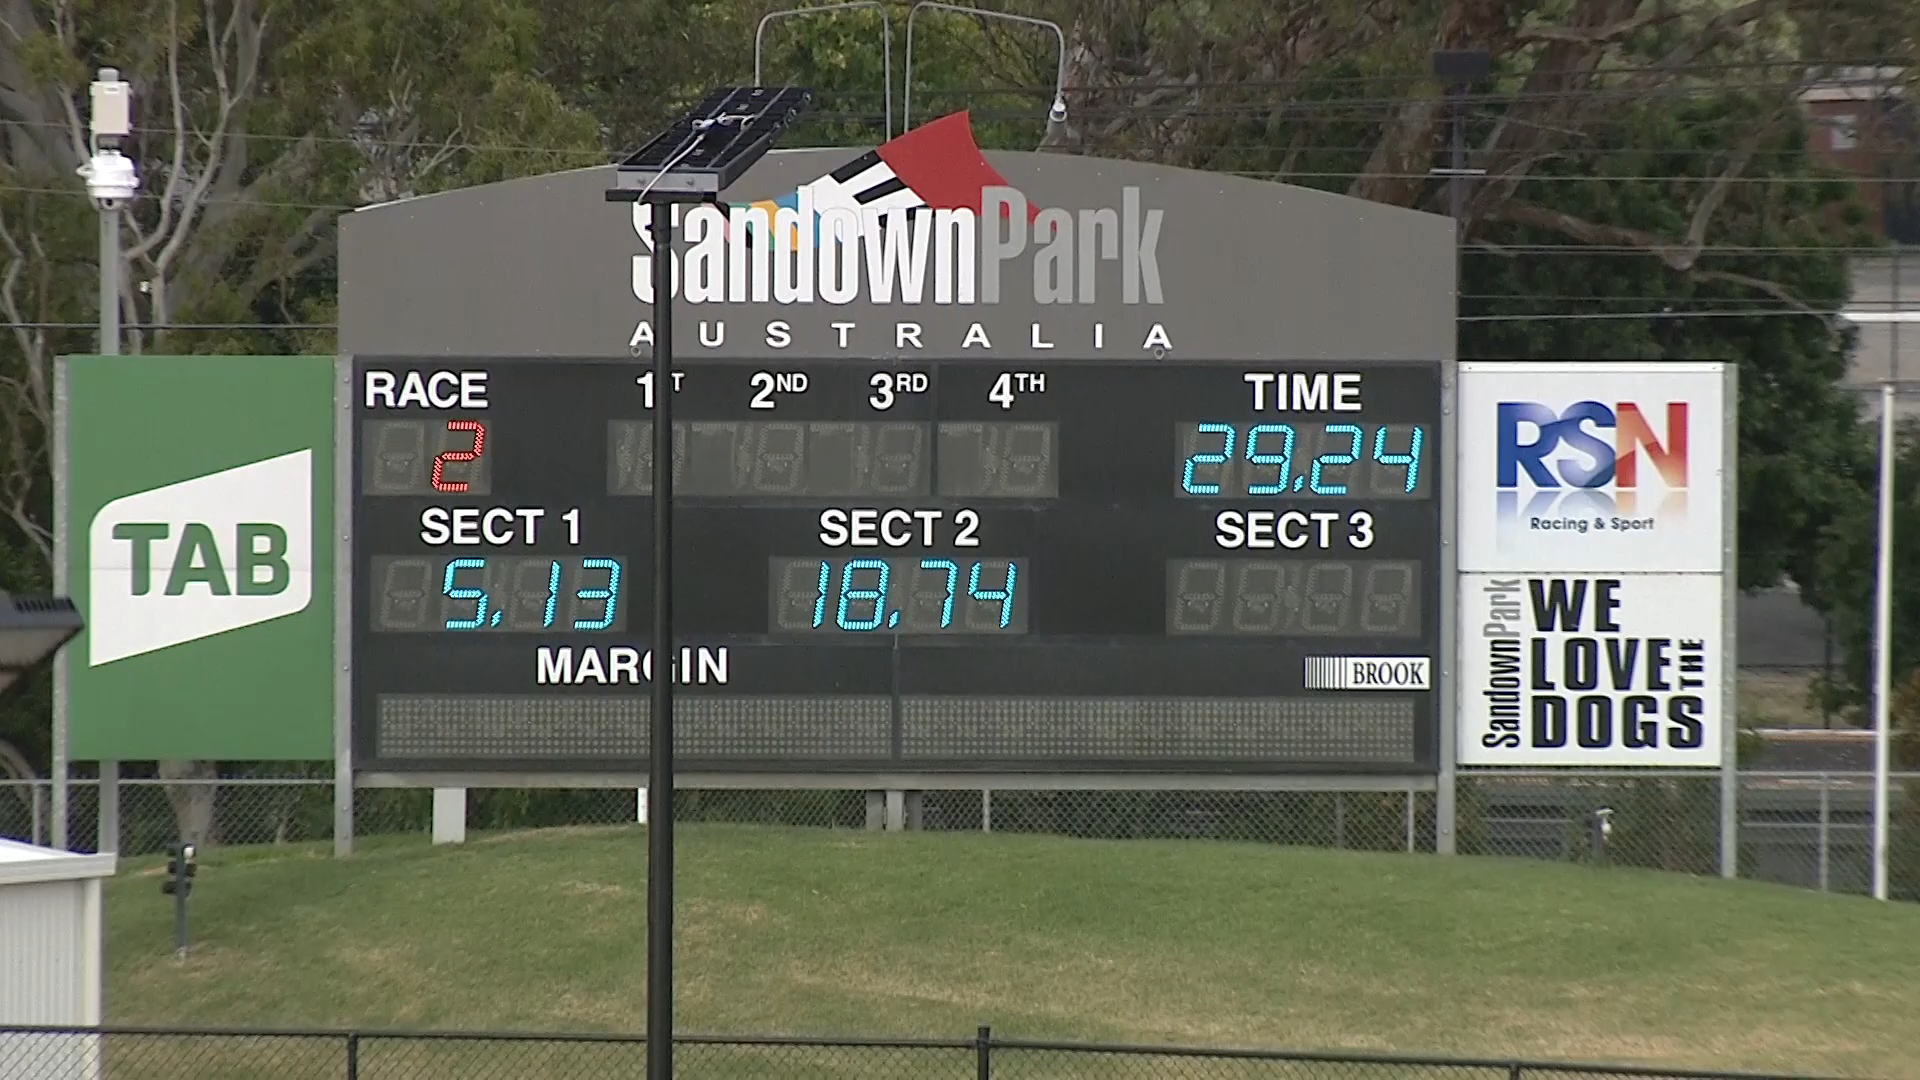 SandownPark
AUSTRALIA
RACE 1ST 2ND 3RD 4TH TIME
2 29.24
SECT 1 SECT 2 SECT 3
5.13 18.74
MARGIN
BROOK
TAB
RSN
Racing & Sport
SandownPark
WE
LOVE THE
DOGS